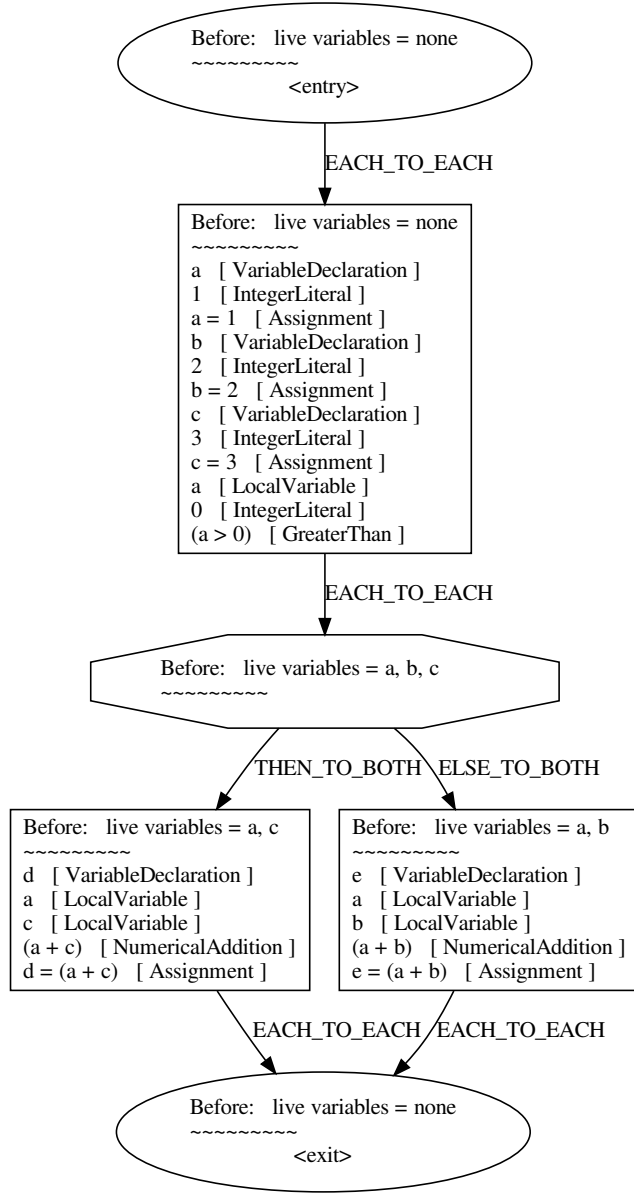 Before: live variables = none
~~~~~~~~~
<entry>
EACH_TO_EACH
Before: live variables = none
~~~~~~~~~
a [ VariableDeclaration ]
1 [ IntegerLiteral ]
a = 1 [ Assignment ]
b [ VariableDeclaration ]
2 [ IntegerLiteral ]
b = 2 [ Assignment ]
c [ VariableDeclaration ]
3 [ IntegerLiteral ]
c = 3 [ Assignment ]
a [ LocalVariable ]
0 [ IntegerLiteral ]
(a > 0) [ GreaterThan ]
EACH_TO_EACH
Before: live variables = a, b, c
~~~~~~~~~
THEN_TO_BOTH
ELSE_TO_BOTH
Before: live variables = a, c
~~~~~~~~~
d [ VariableDeclaration ]
a [ LocalVariable ]
c [ LocalVariable ]
(a + c) [ NumericalAddition ]
d = (a + c) [ Assignment ]
Before: live variables = a, b
~~~~~~~~~
e [ VariableDeclaration ]
a [ LocalVariable ]
b [ LocalVariable ]
(a + b) [ NumericalAddition ]
e = (a + b) [ Assignment ]
EACH_TO_EACH
EACH_TO_EACH
Before: live variables = none
~~~~~~~~~
<exit>